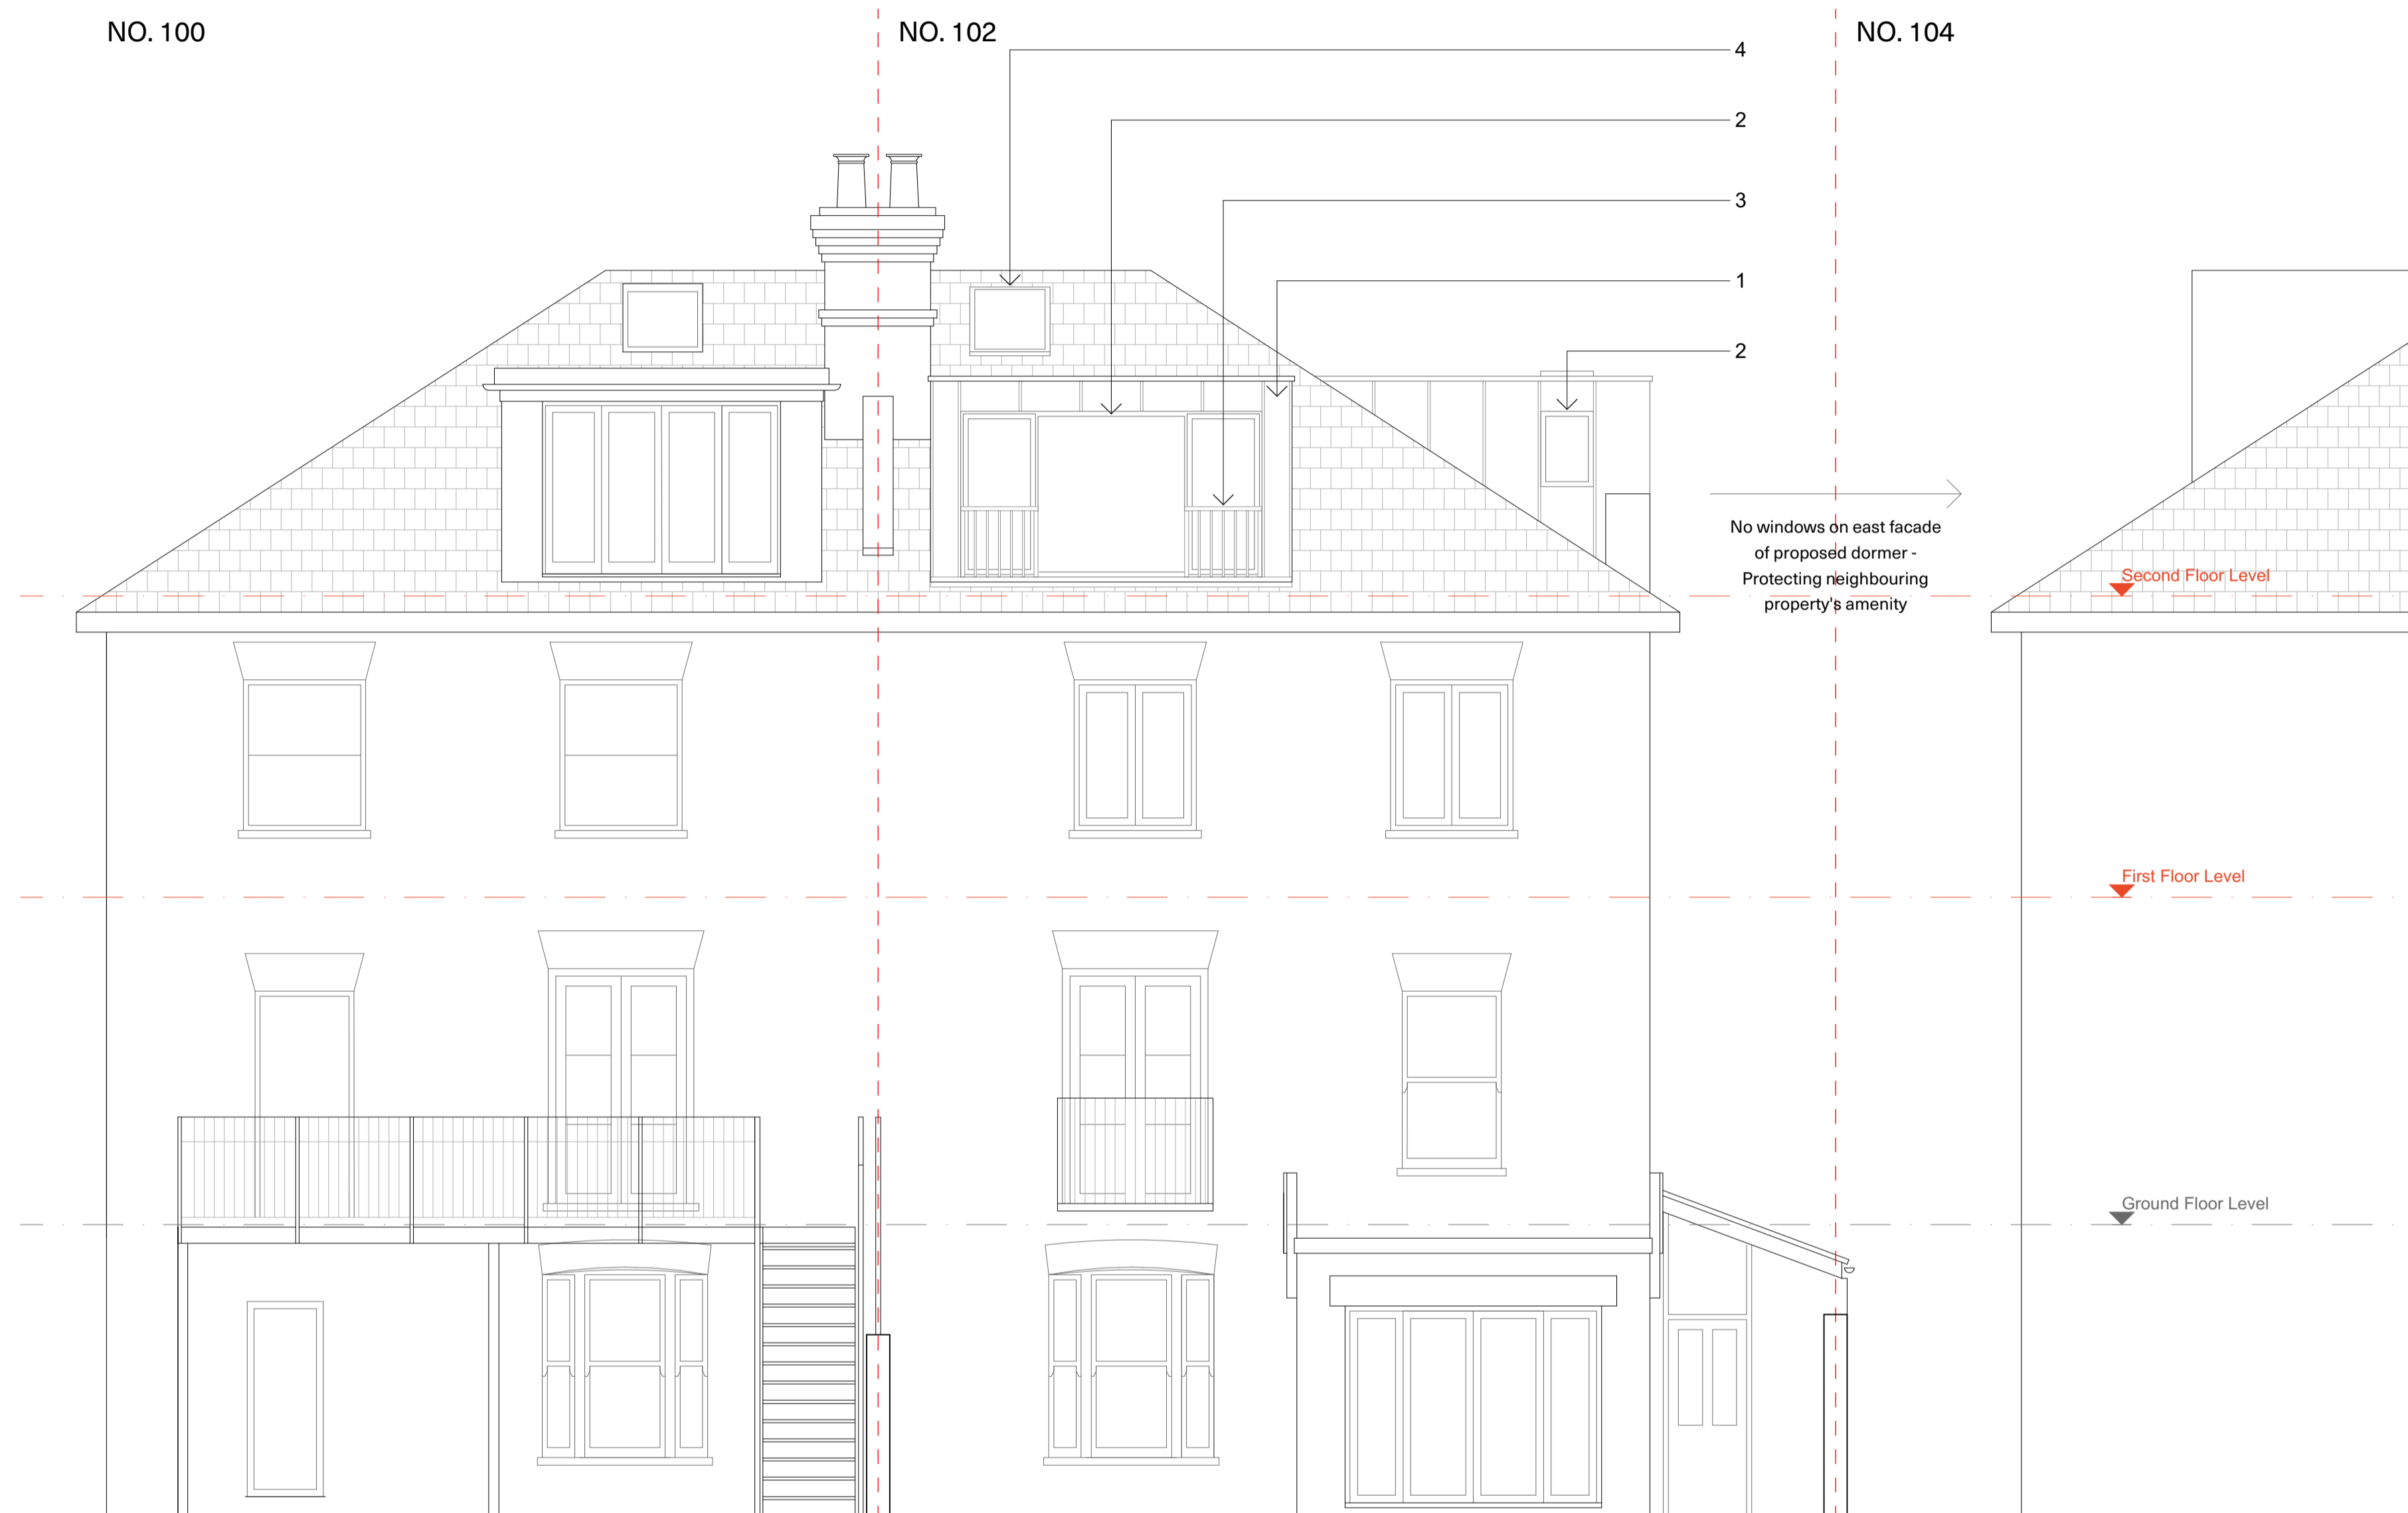 NO. 100
NO. 102
NO. 104
4
2
3
1
2
No windows on east facade
of proposed dormer -
Protecting neighbouring
property's amenity
Second Floor Level
First Floor Level
Ground Floor Level